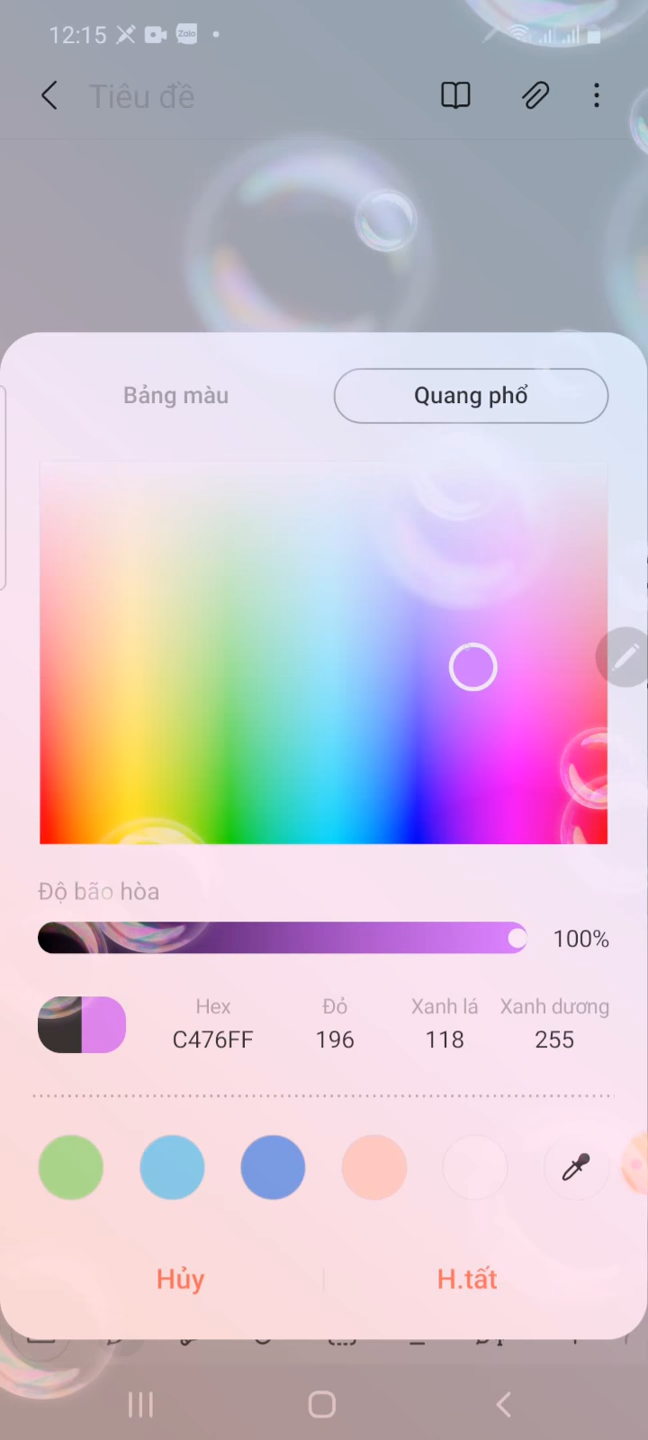 12:15 Zalo
Tiêu đề
Bảng màu Quang phổ
Độ bão hòa
100%
Hex Đỏ Xanh lá Xanh dương
C476FF 196 118 255
Hủy H.tất